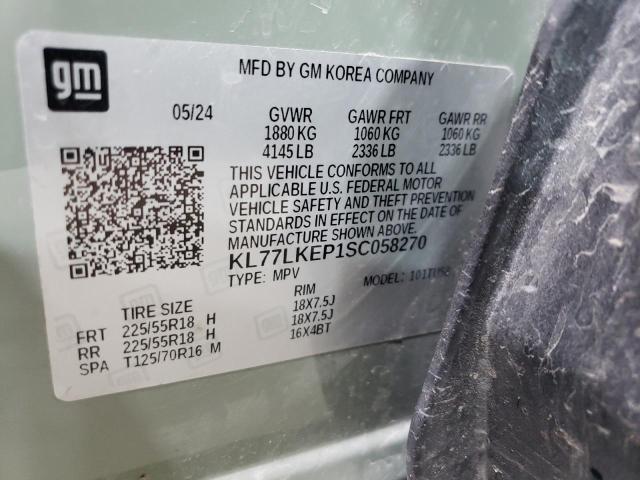 gm
MFD BY GM KOREA COMPANY
05/24 GVWR GAWR FRT GAWR RR
1880 KG 1060 KG 1060 KG
4145 LB 2336 LB 2336 LB
THIS VEHICLE CONFORMS TO ALL
APPLICABLE U.S. FEDERAL MOTOR
VEHICLE SAFETY AND THEFT PREVENTION
STANDARDS IN EFFECT ON THE DATE OF
MANUFACTURE SHOWN ABOVE.
KL77LKEP1SC058270
TYPE: MPV MODEL:
TIRE SIZE RIM
FRT 225/55R18 H 18X7.5J
RR 225/55R18 H 18X7.5J
SPA T125/70R16 M 16X4BT